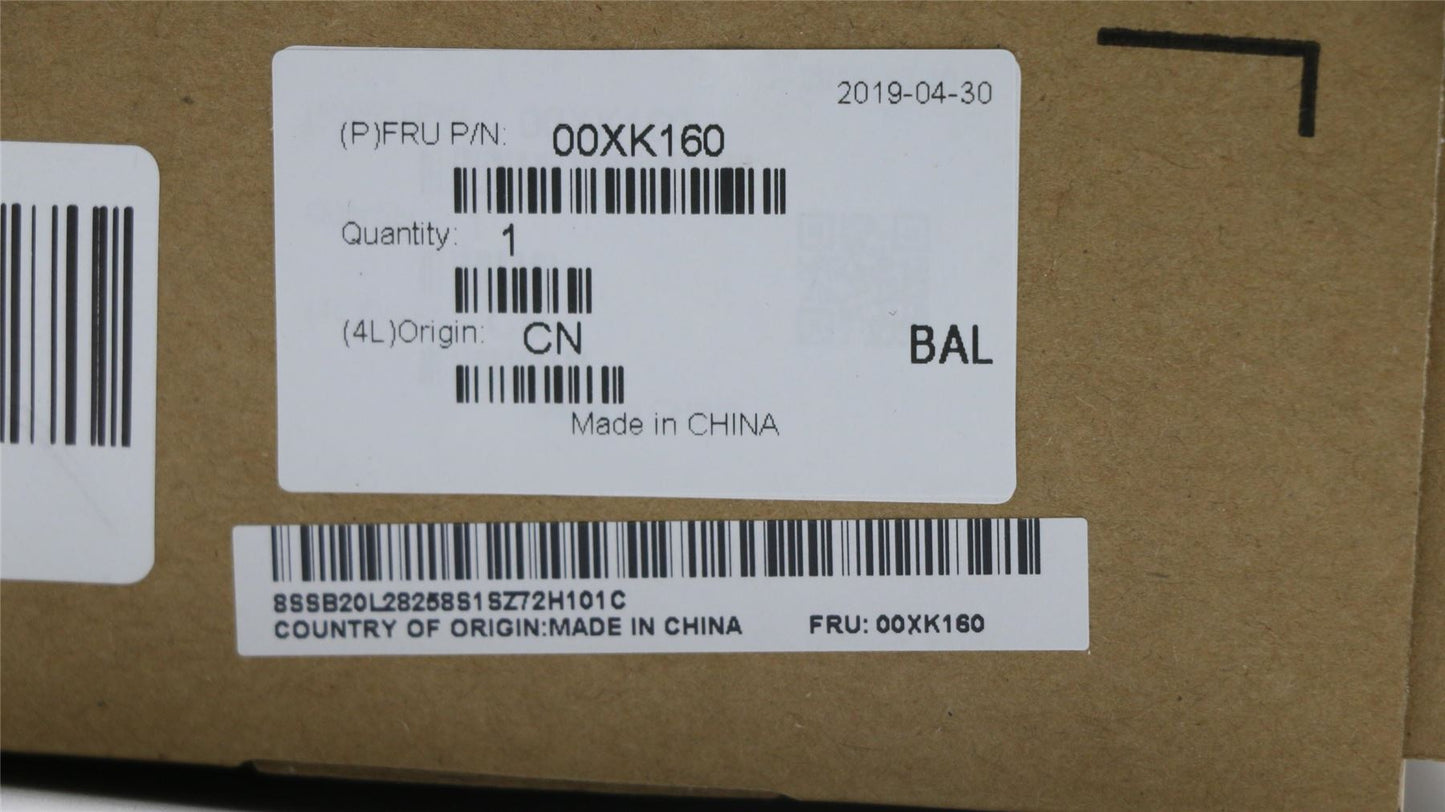 2019-04-30
(P)FRU P/N: 00XK160
Quantity: 1
(4L)Origin: CN
BAL
Made in CHINA
8SSB20L28258S1SZ72H101C
COUNTRY OF ORIGIN:MADE IN CHINA FRU: 00XK160